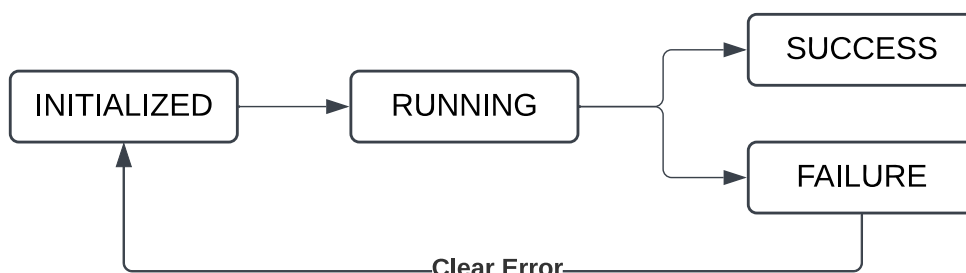 INITIALIZED
RUNNING
SUCCESS
FAILURE
Clear Error